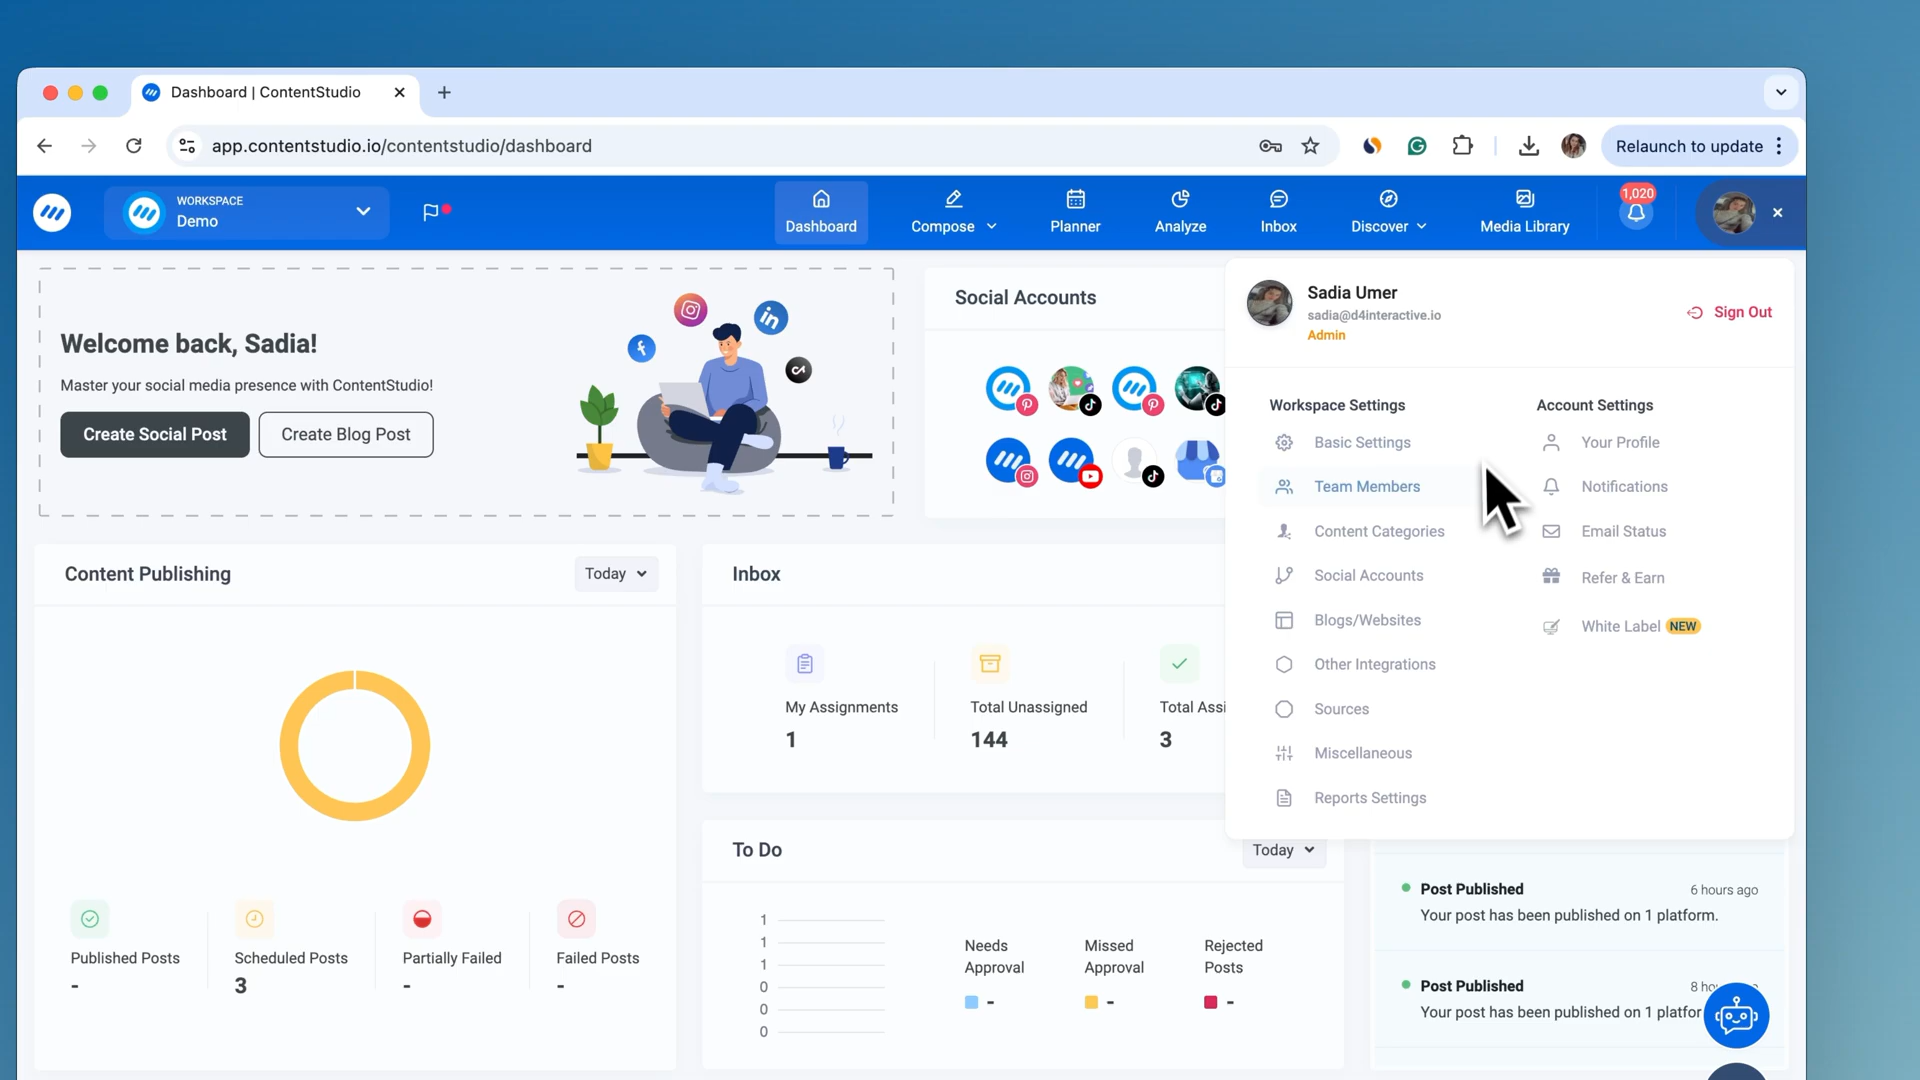 Dashboard | ContentStudio
app.contentstudio.io/contentstudio/dashboard
Relaunch to update
WORKSPACE
Demo
Dashboard
Compose
Planner
Analyze
Inbox
Discover
Media Library
1,020
Welcome back, Sadia!
Master your social media presence with ContentStudio!
Create Social Post
Create Blog Post
Social Accounts
Sadia Umer
sadia@d4interactive.io
Admin
Sign Out
Workspace Settings
Basic Settings
Team Members
Content Categories
Social Accounts
Blogs/Websites
Other Integrations
Sources
Miscellaneous
Reports Settings
Account Settings
Your Profile
Notifications
Email Status
Refer & Earn
White Label NEW
Content Publishing
Today
Published Posts
-
Scheduled Posts
3
Partially Failed
-
Failed Posts
-
Inbox
My Assignments
1
Total Unassigned
144
Total Assi
3
To Do
Today
1
1
1
0
0
0
Needs
Approval
-
Missed
Approval
-
Rejected
Posts
-
Post Published
6 hours ago
Your post has been published on 1 platform.
Post Published
8 ho
Your post has been published on 1 platfor